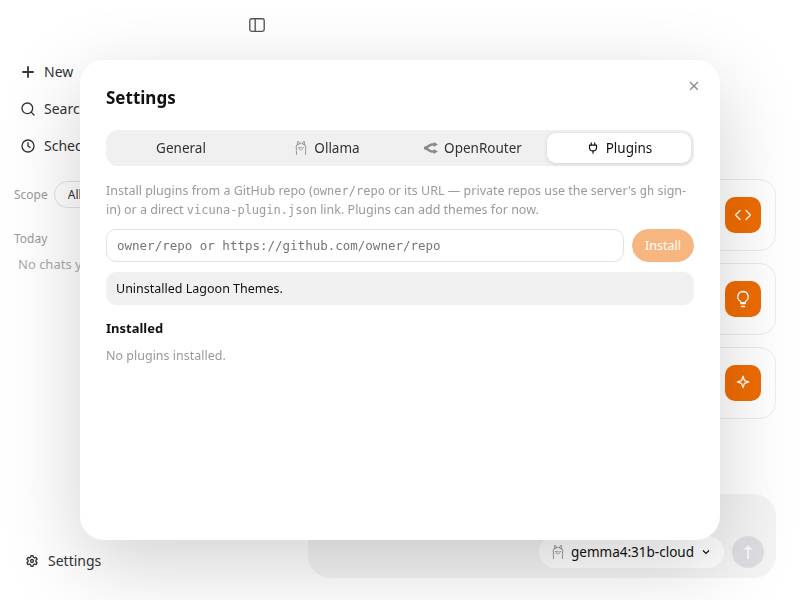 New
Searc
Sched
Scope
All
Today
No chats y
Settings
Settings
General
Ollama
OpenRouter
Plugins
Install plugins from a GitHub repo (owner/repo or its URL — private repos use the server's gh sign-
in) or a direct vicuna-plugin.json link. Plugins can add themes for now.
owner/repo or https://github.com/owner/repo
Install
Uninstalled Lagoon Themes.
Installed
No plugins installed.
gemma4:31b-cloud